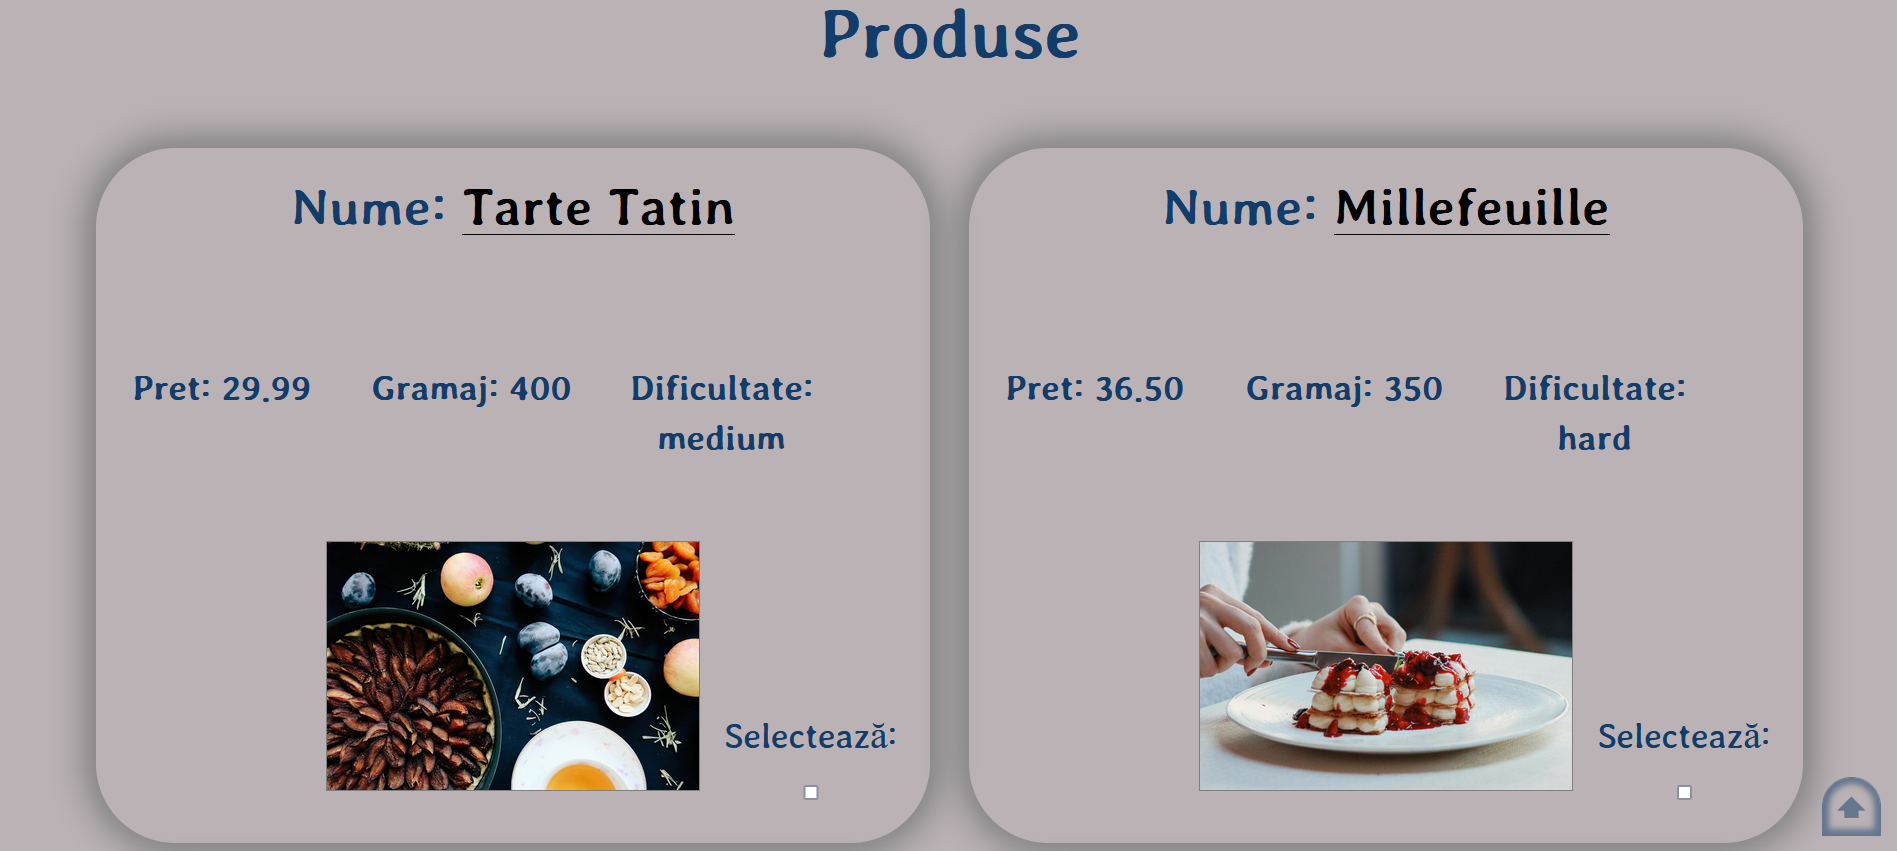 Produse
Nume: Tarte Tatin
Pret: 29.99
Gramaj: 400
Dificultate:
medium
Selectează:
Nume: Millefeuille
Pret: 36.50
Gramaj: 350
Dificultate:
hard
Selectează: